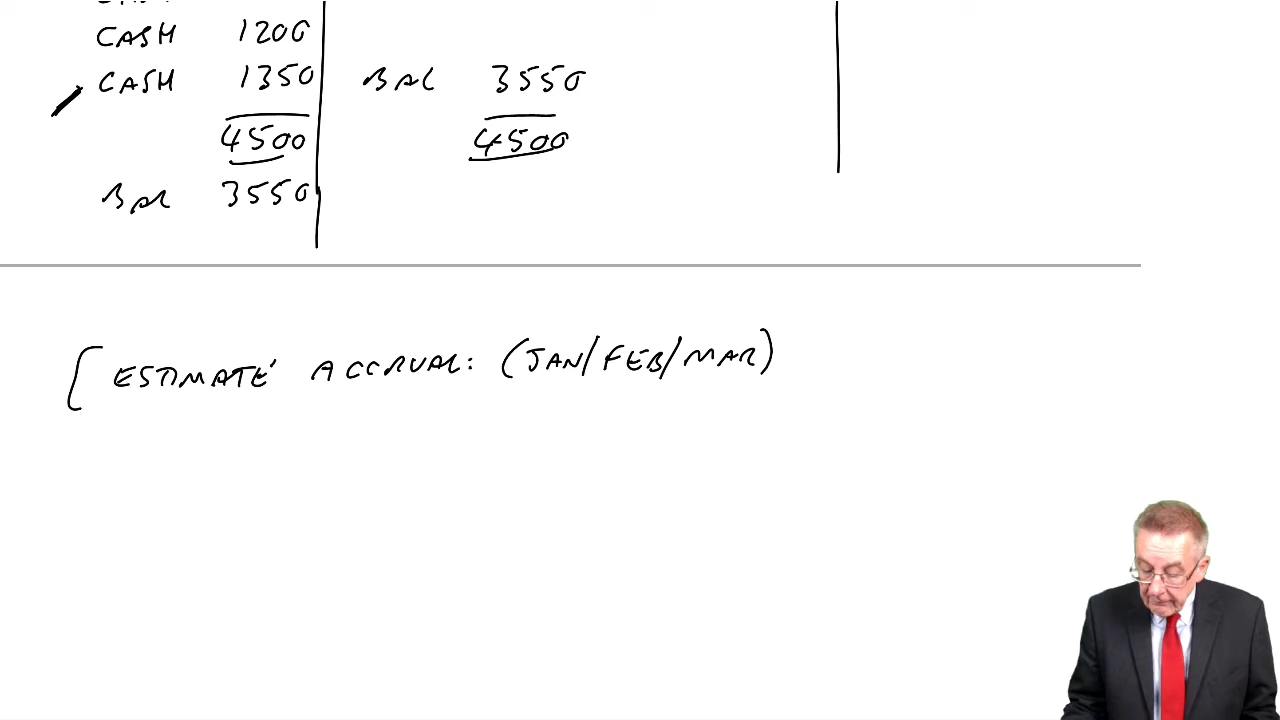 CASH 1200
CASH 1350 BAL 3550
4500 4500
BAL 3550
ESTIMATE ACCRUAL: (JAN/FEB/MAR)